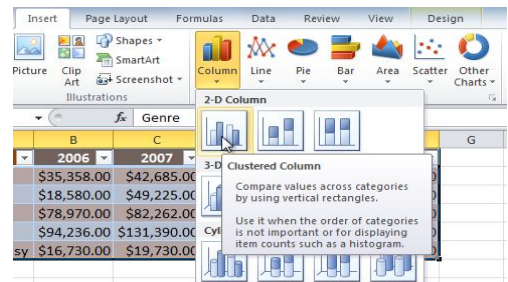 Insert Page Layout Formulas Data Review View Design
Shapes
SmartArt
Screenshot
Picture Clip Art
Column Line Pie Bar Area Scatter Other Charts
Illustrations
2-D Column
fx Genre
B C G
2006 2007
3-D
Clustered Column
Compare values across categories
by using vertical rectangles.
Use it when the order of categories
is not important or for displaying
item counts such as a histogram.
$35,358.00 $42,685.00
$18,580.00 $49,225.00
$78,970.00 $82,262.00
$94,236.00 $131,390.00
sy $16,730.00 $19,730.00
Cyl